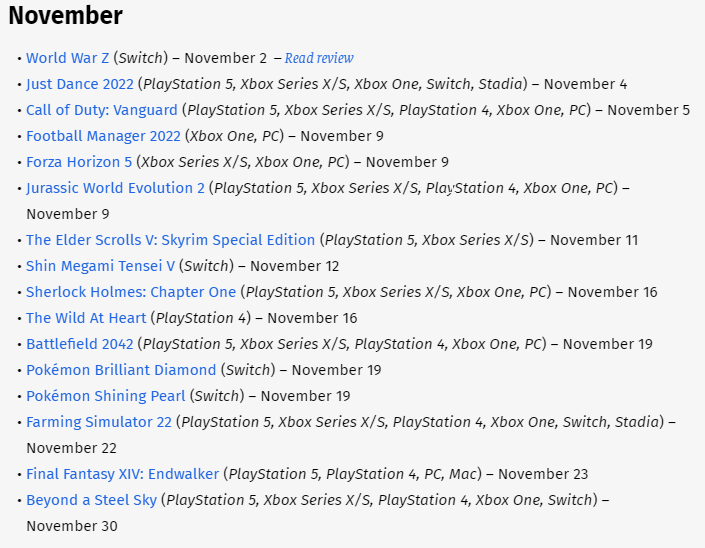 November
• World War Z (Switch) – November 2 – Read review
• Just Dance 2022 (PlayStation 5, Xbox Series X/S, Xbox One, Switch, Stadia) – November 4
• Call of Duty: Vanguard (PlayStation 5, Xbox Series X/S, PlayStation 4, Xbox One, PC) – November 5
• Football Manager 2022 (Xbox One, PC) – November 9
• Forza Horizon 5 (Xbox Series X/S, Xbox One, PC) – November 9
• Jurassic World Evolution 2 (PlayStation 5, Xbox Series X/S, PlayStation 4, Xbox One, PC) –
November 9
• The Elder Scrolls V: Skyrim Special Edition (PlayStation 5, Xbox Series X/S) – November 11
• Shin Megami Tensei V (Switch) – November 12
• Sherlock Holmes: Chapter One (PlayStation 5, Xbox Series X/S, Xbox One, PC) – November 16
• The Wild At Heart (PlayStation 4) – November 16
• Battlefield 2042 (PlayStation 5, Xbox Series X/S, PlayStation 4, Xbox One, PC) – November 19
• Pokémon Brilliant Diamond (Switch) – November 19
• Pokémon Shining Pearl (Switch) – November 19
• Farming Simulator 22 (PlayStation 5, Xbox Series X/S, PlayStation 4, Xbox One, Switch, Stadia) –
November 22
• Final Fantasy XIV: Endwalker (PlayStation 5, PlayStation 4, PC, Mac) – November 23
• Beyond a Steel Sky (PlayStation 5, Xbox Series X/S, PlayStation 4, Xbox One, Switch) –
November 30